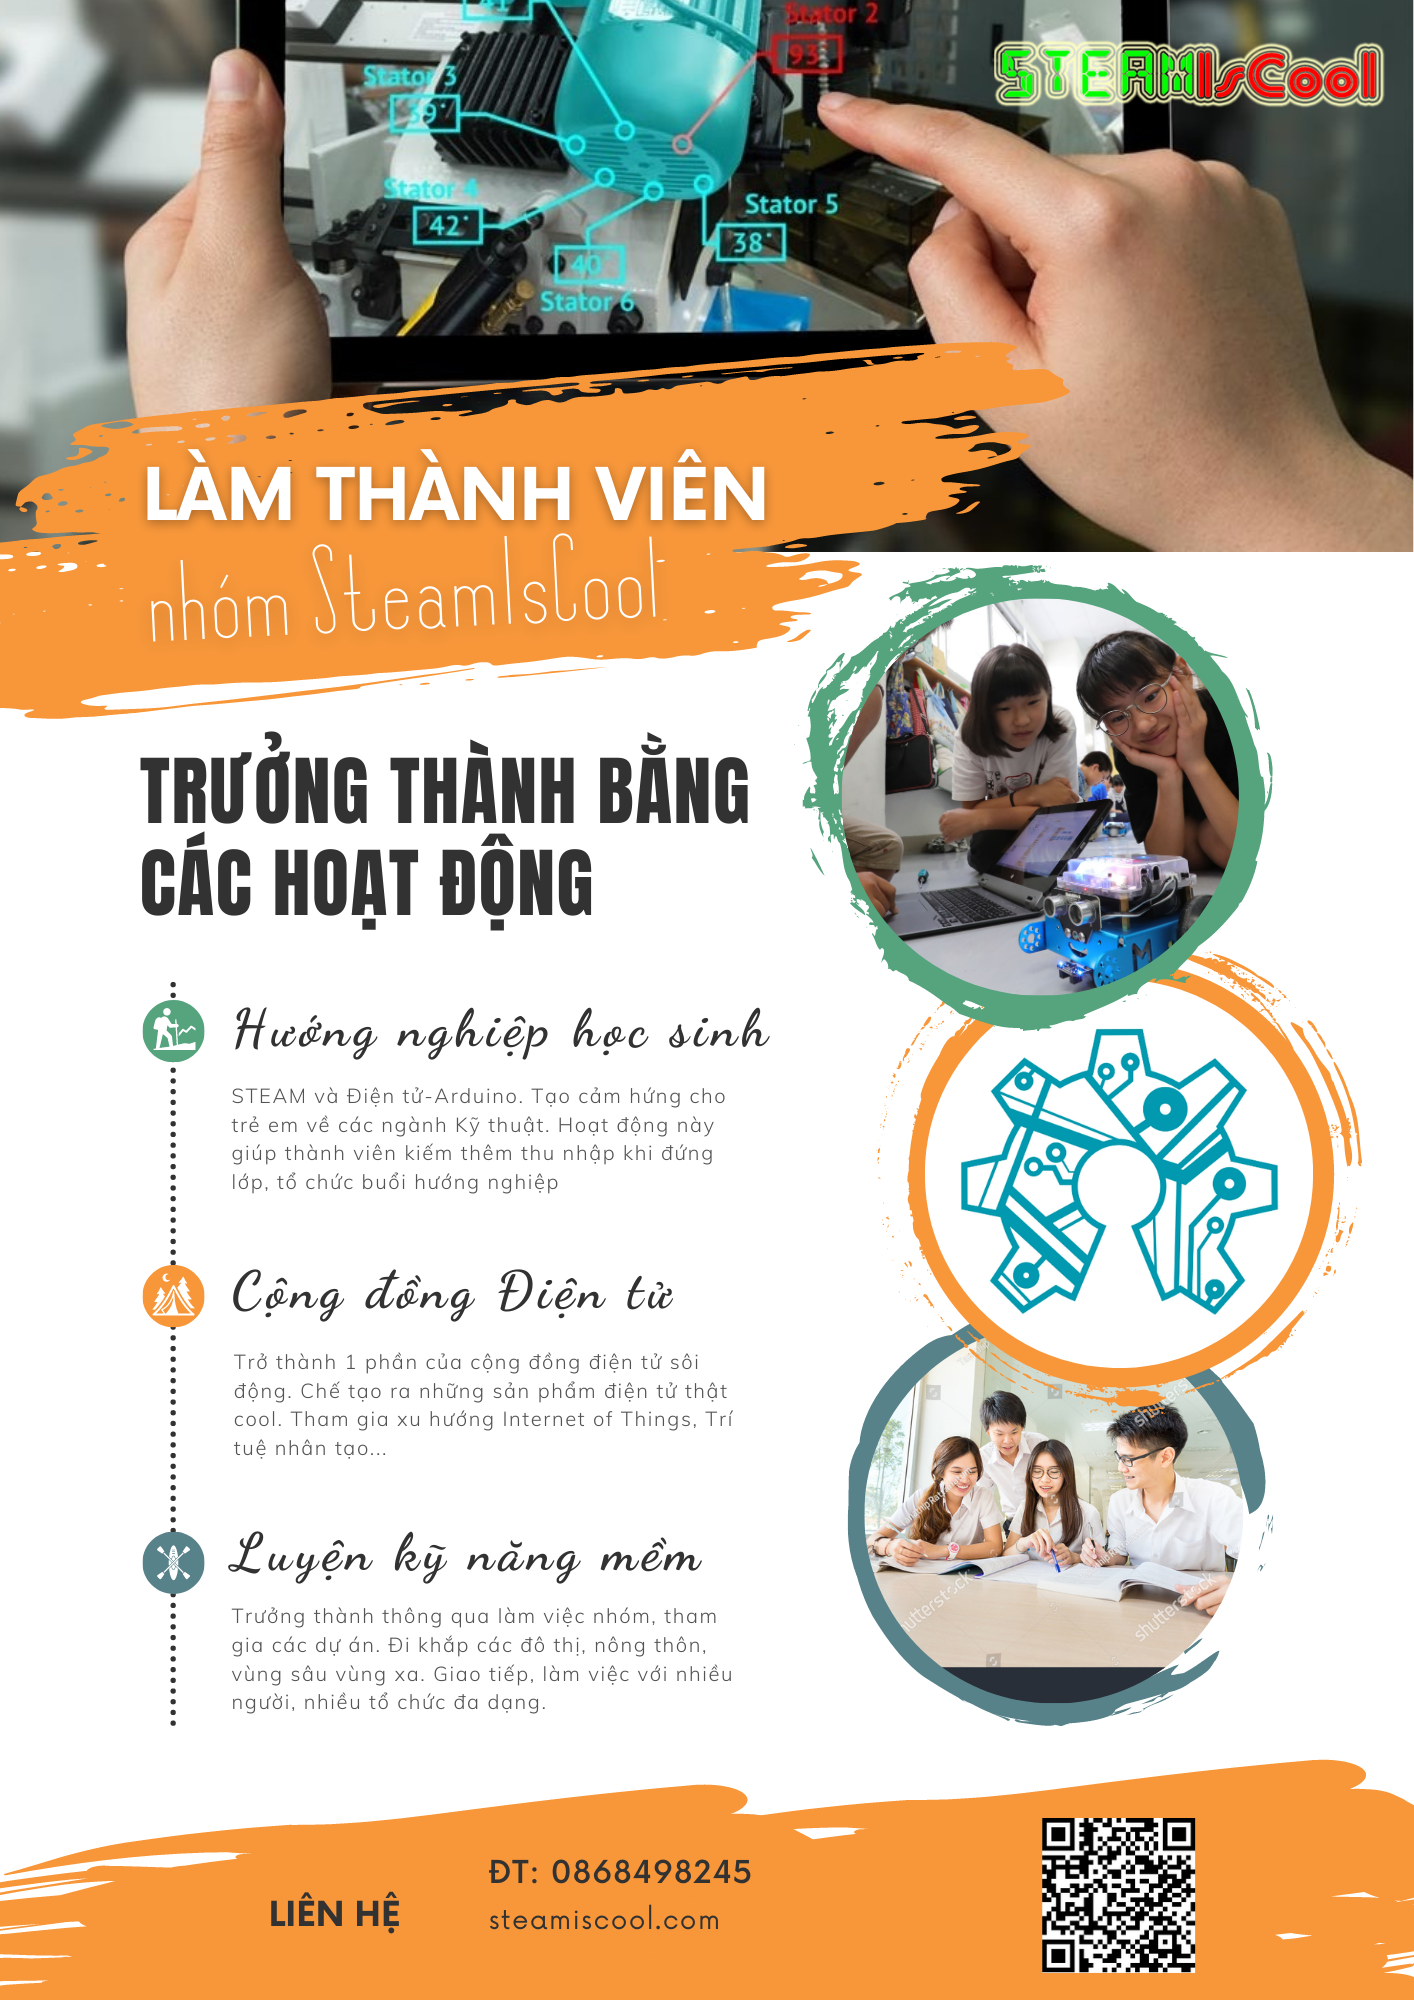 STEAMIsCool
41
Stator 2
93°
Stator 3
39°
Stator 4
42°
Stator 5
38°
40°
Stator 6
LÀM THÀNH VIÊN
nhóm SteamIsCool
TRƯỞNG THÀNH BẰNG
CÁC HOẠT ĐỘNG
Hướng nghiệp học sinh
STEAM và Điện tử-Arduino. Tạo cảm hứng cho
trẻ em về các ngành Kỹ thuật. Hoạt động này
giúp thành viên kiếm thêm thu nhập khi đứng
lớp, tổ chức buổi hướng nghiệp
Cộng đồng Điện tử
Trở thành 1 phần của cộng đồng điện tử sôi
động. Chế tạo ra những sản phẩm điện tử thật
cool. Tham gia xu hướng Internet of Things, Trí
tuệ nhân tạo...
shutterstock
shutterstock
Luyện kỹ năng mềm
Trưởng thành thông qua làm việc nhóm, tham
gia các dự án. Đi khắp các đô thị, nông thôn,
vùng sâu vùng xa. Giao tiếp, làm việc với nhiều
người, nhiều tổ chức đa dạng.
LIÊN HỆ
ĐT: 0868498245
steamiscool.com